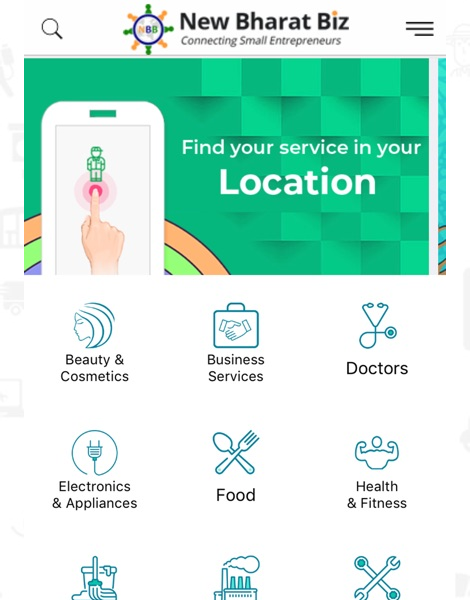 NBB
New Bharat Biz
Connecting Small Entrepreneurs
Find your service in your
Location
Beauty &
Cosmetics
Business
Services
Doctors
Electronics
& Appliances
Food
Health
& Fitness